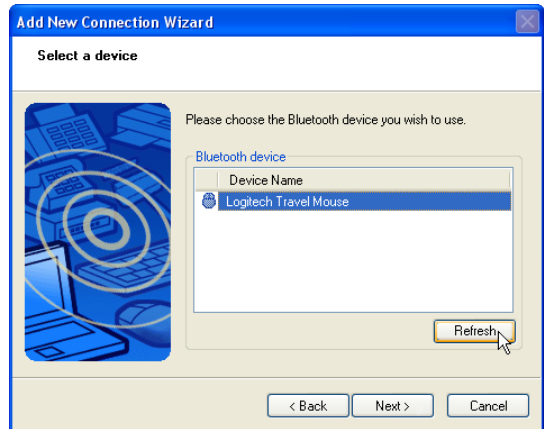 Add New Connection Wizard
Select a device
Please choose the Bluetooth device you wish to use.
Bluetooth device
Device Name
Logitech Travel Mouse
Refresh
< Back Next > Cancel